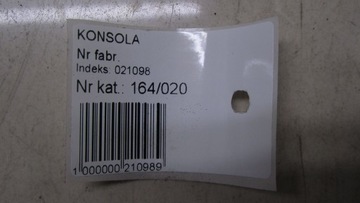 KONSOLA
Nr fabr.
Indeks: 021098
Nr kat.: 164/020
1 000000 210989